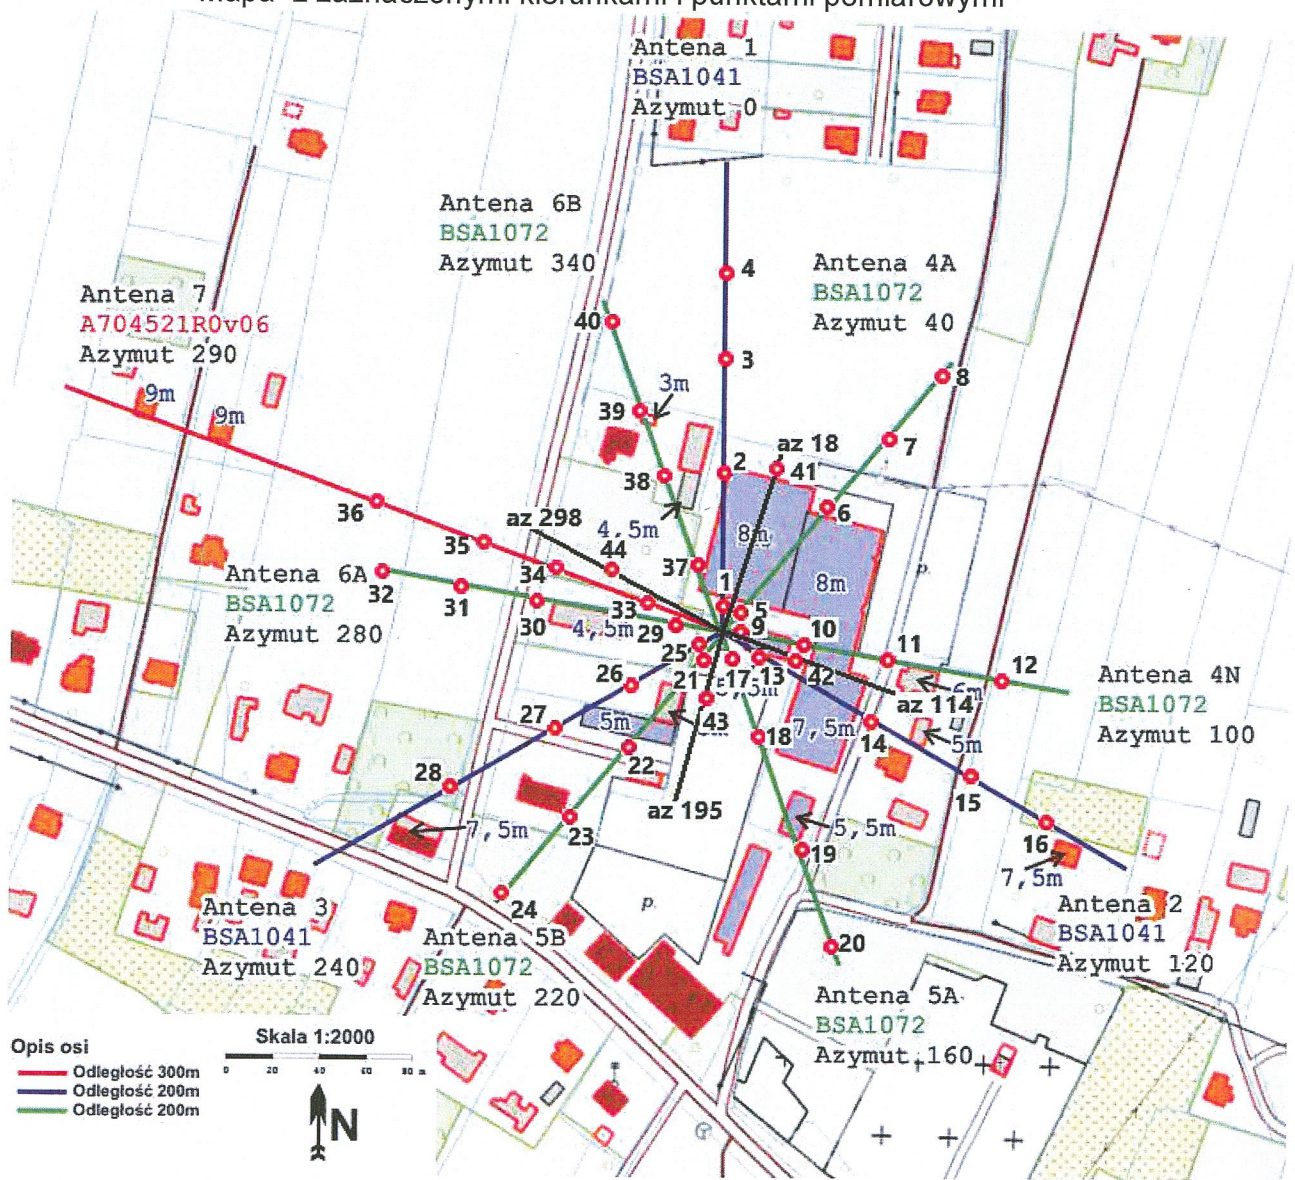 Mapa 1 z zaznaczonymi kierunkami i punktami pomiarowymi
Antena 1
BSA1041
Azymut 0
Antena 6B
BSA1072
Azymut 340
4
Antena 4A
BSA1072
Azymut 40
Antena 7
A704521R0v06
Azymut 290
40
3
8
9m
9m
3m
39
7
az 18
41
2
38
6
36
az 298
4,5m
8m
35
44
37
8m
p.
34
Antena 6A
BSA1072
Azymut 280
32
31
30
33
1
5
4,5m
29
9
10
11
12
25
26
21
17
13
42
6m
az 114
Antena 4N
BSA1072
Azymut 100
27
5m
43
18
7,5m
14
5m
22
28
15
az 195
7,5m
23
5,5m
19
16
7,5m
24
p.
Antena 3
BSA1041
Azymut 240
Antena 5B
BSA1072
Azymut 220
20
Antena 2
BSA1041
Azymut 120
Antena 5A
BSA1072
Azymut 160
Opis osi
Skala 1:2000
0 20 40 60 80 m
Odległość 300m
Odległość 200m
Odległość 200m
N